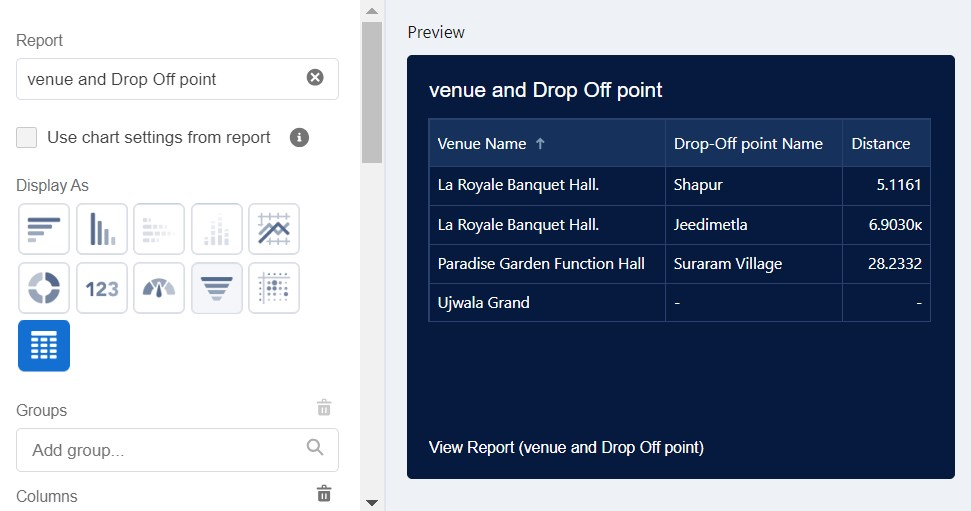 Report
venue and Drop Off point
Use chart settings from report
Display As
123
Groups
Add group...
Columns
Preview
venue and Drop Off point
Venue Name ↑ Drop-Off point Name Distance
La Royale Banquet Hall. Shapur 5.1161
La Royale Banquet Hall. Jeedimetla 6.9030ĸ
Paradise Garden Function Hall Suraram Village 28.2332
Ujwala Grand - -
View Report (venue and Drop Off point)